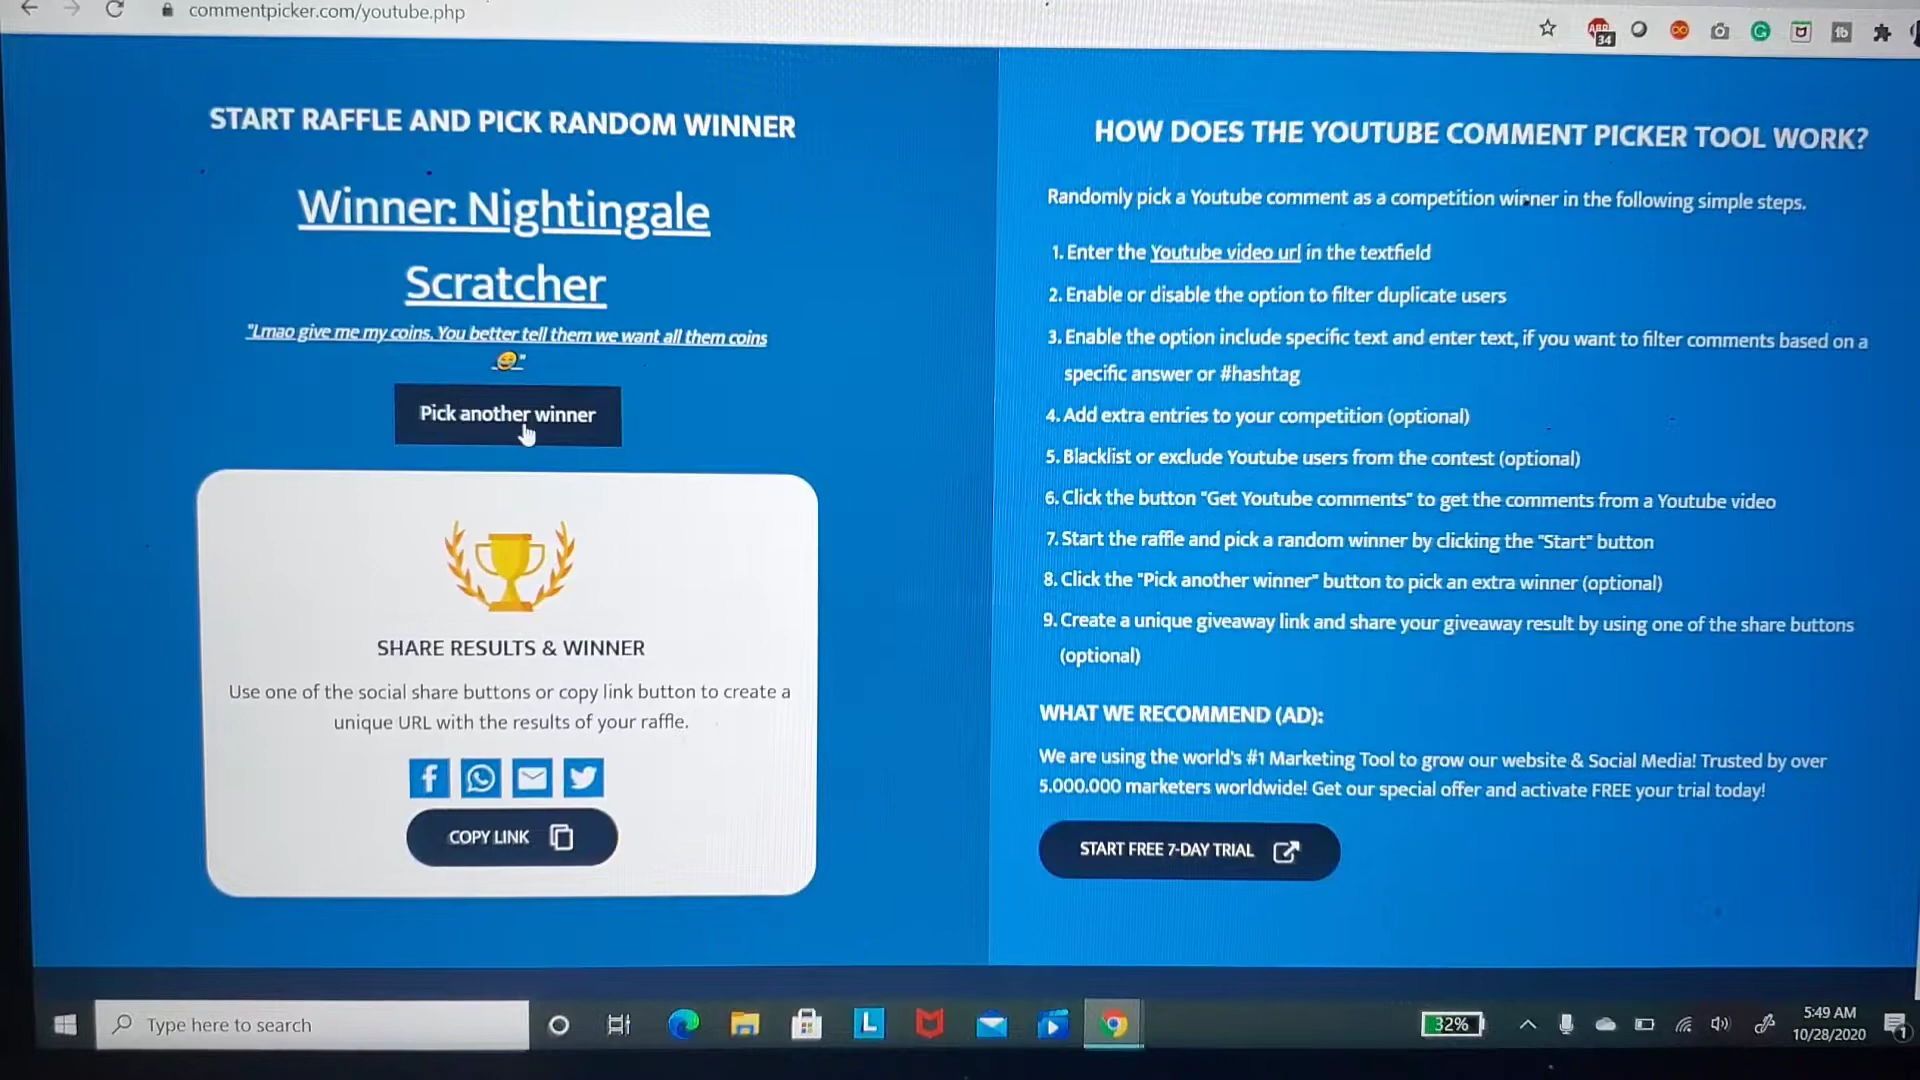 commentpicker.com/youtube.php
ABP
34
START RAFFLE AND PICK RANDOM WINNER
Winner: Nightingale
Scratcher
"Lmao give me my coins. You better tell them we want all them coins
😅"
Pick another winner
SHARE RESULTS & WINNER
Use one of the social share buttons or copy link button to create a
unique URL with the results of your raffle.
COPY LINK
HOW DOES THE YOUTUBE COMMENT PICKER TOOL WORK?
Randomly pick a Youtube comment as a competition winner in the following simple steps.
1. Enter the Youtube video url in the textfield
2. Enable or disable the option to filter duplicate users
3. Enable the option include specific text and enter text, if you want to filter comments based on a
specific answer or #hashtag
4. Add extra entries to your competition (optional)
5. Blacklist or exclude Youtube users from the contest (optional)
6. Click the button "Get Youtube comments" to get the comments from a Youtube video
7. Start the raffle and pick a random winner by clicking the "Start" button
8. Click the "Pick another winner" button to pick an extra winner (optional)
9. Create a unique giveaway link and share your giveaway result by using one of the share buttons
(optional)
WHAT WE RECOMMEND (AD):
We are using the world's #1 Marketing Tool to grow our website & Social Media! Trusted by over
5.000.000 marketers worldwide! Get our special offer and activate FREE your trial today!
START FREE 7-DAY TRIAL
Type here to search
L
32%
5:49 AM
10/28/2020
1